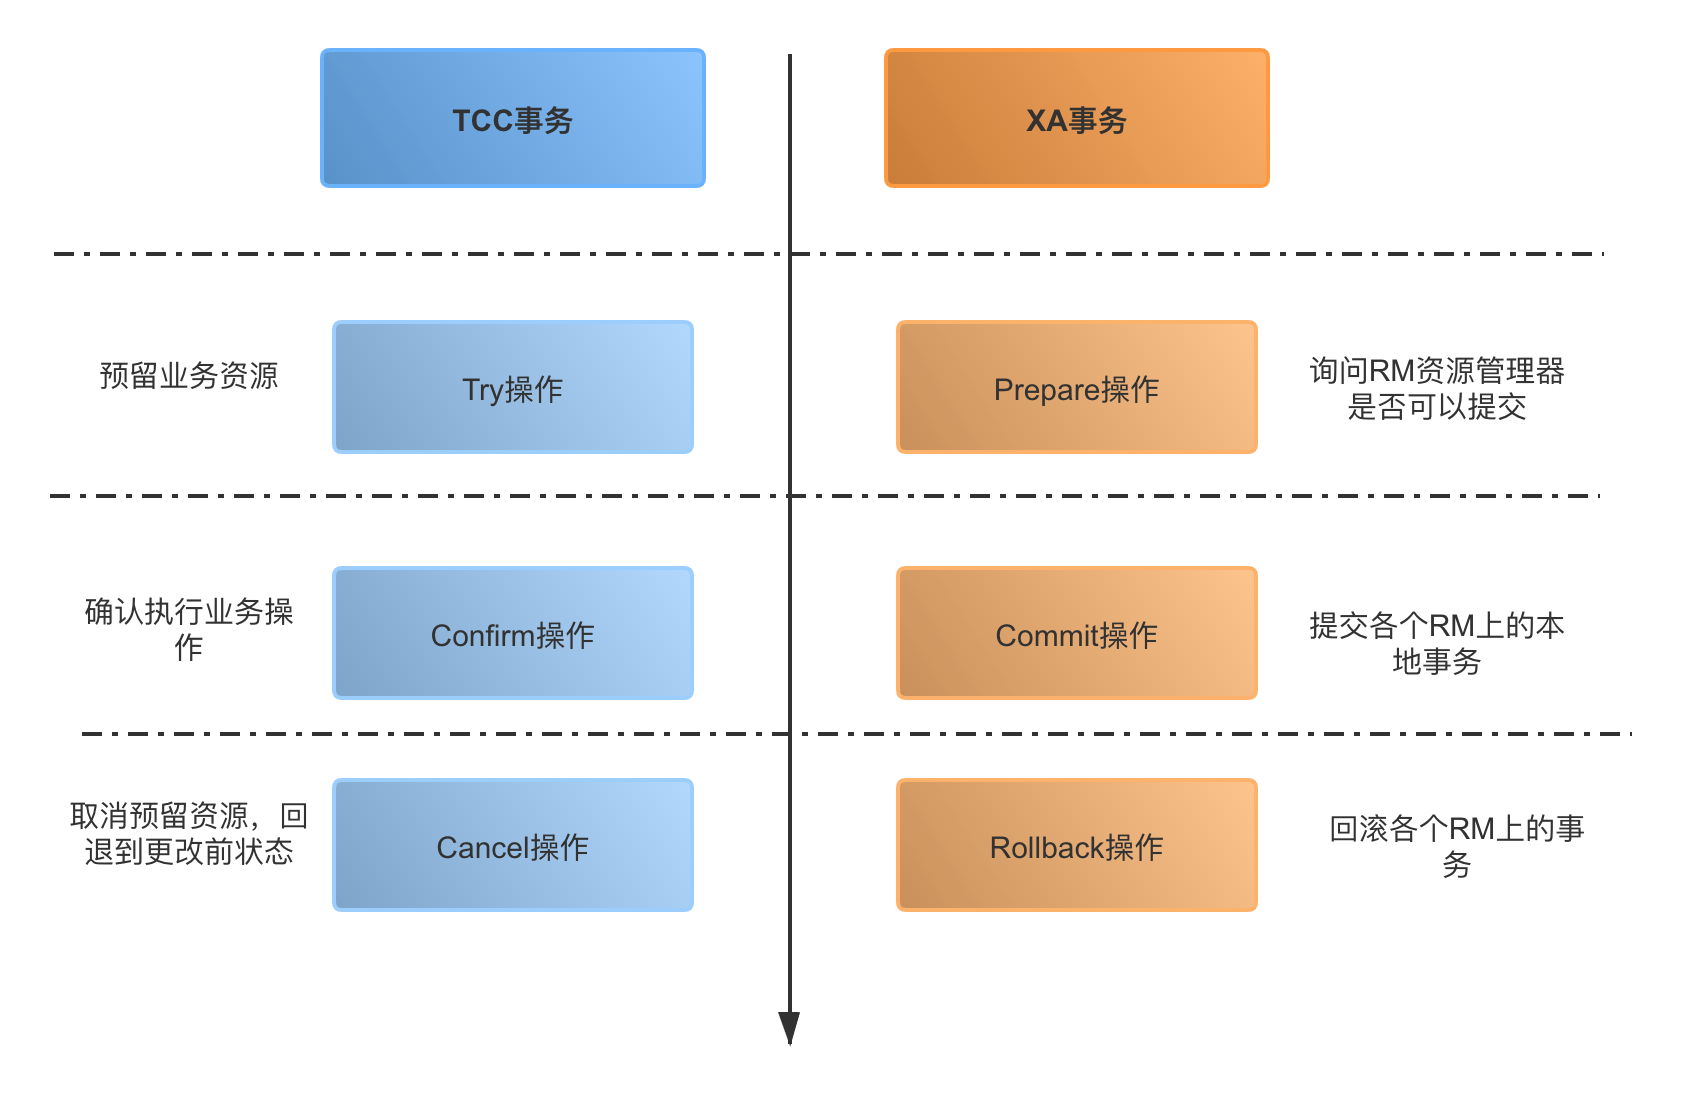 TCC事务
XA事务
预留业务资源
Try操作
Prepare操作
询问RM资源管理器
是否可以提交
确认执行业务操
作
Confirm操作
Commit操作
提交各个RM上的本
地事务
取消预留资源，回
退到更改前状态
Cancel操作
Rollback操作
回滚各个RM上的事
务